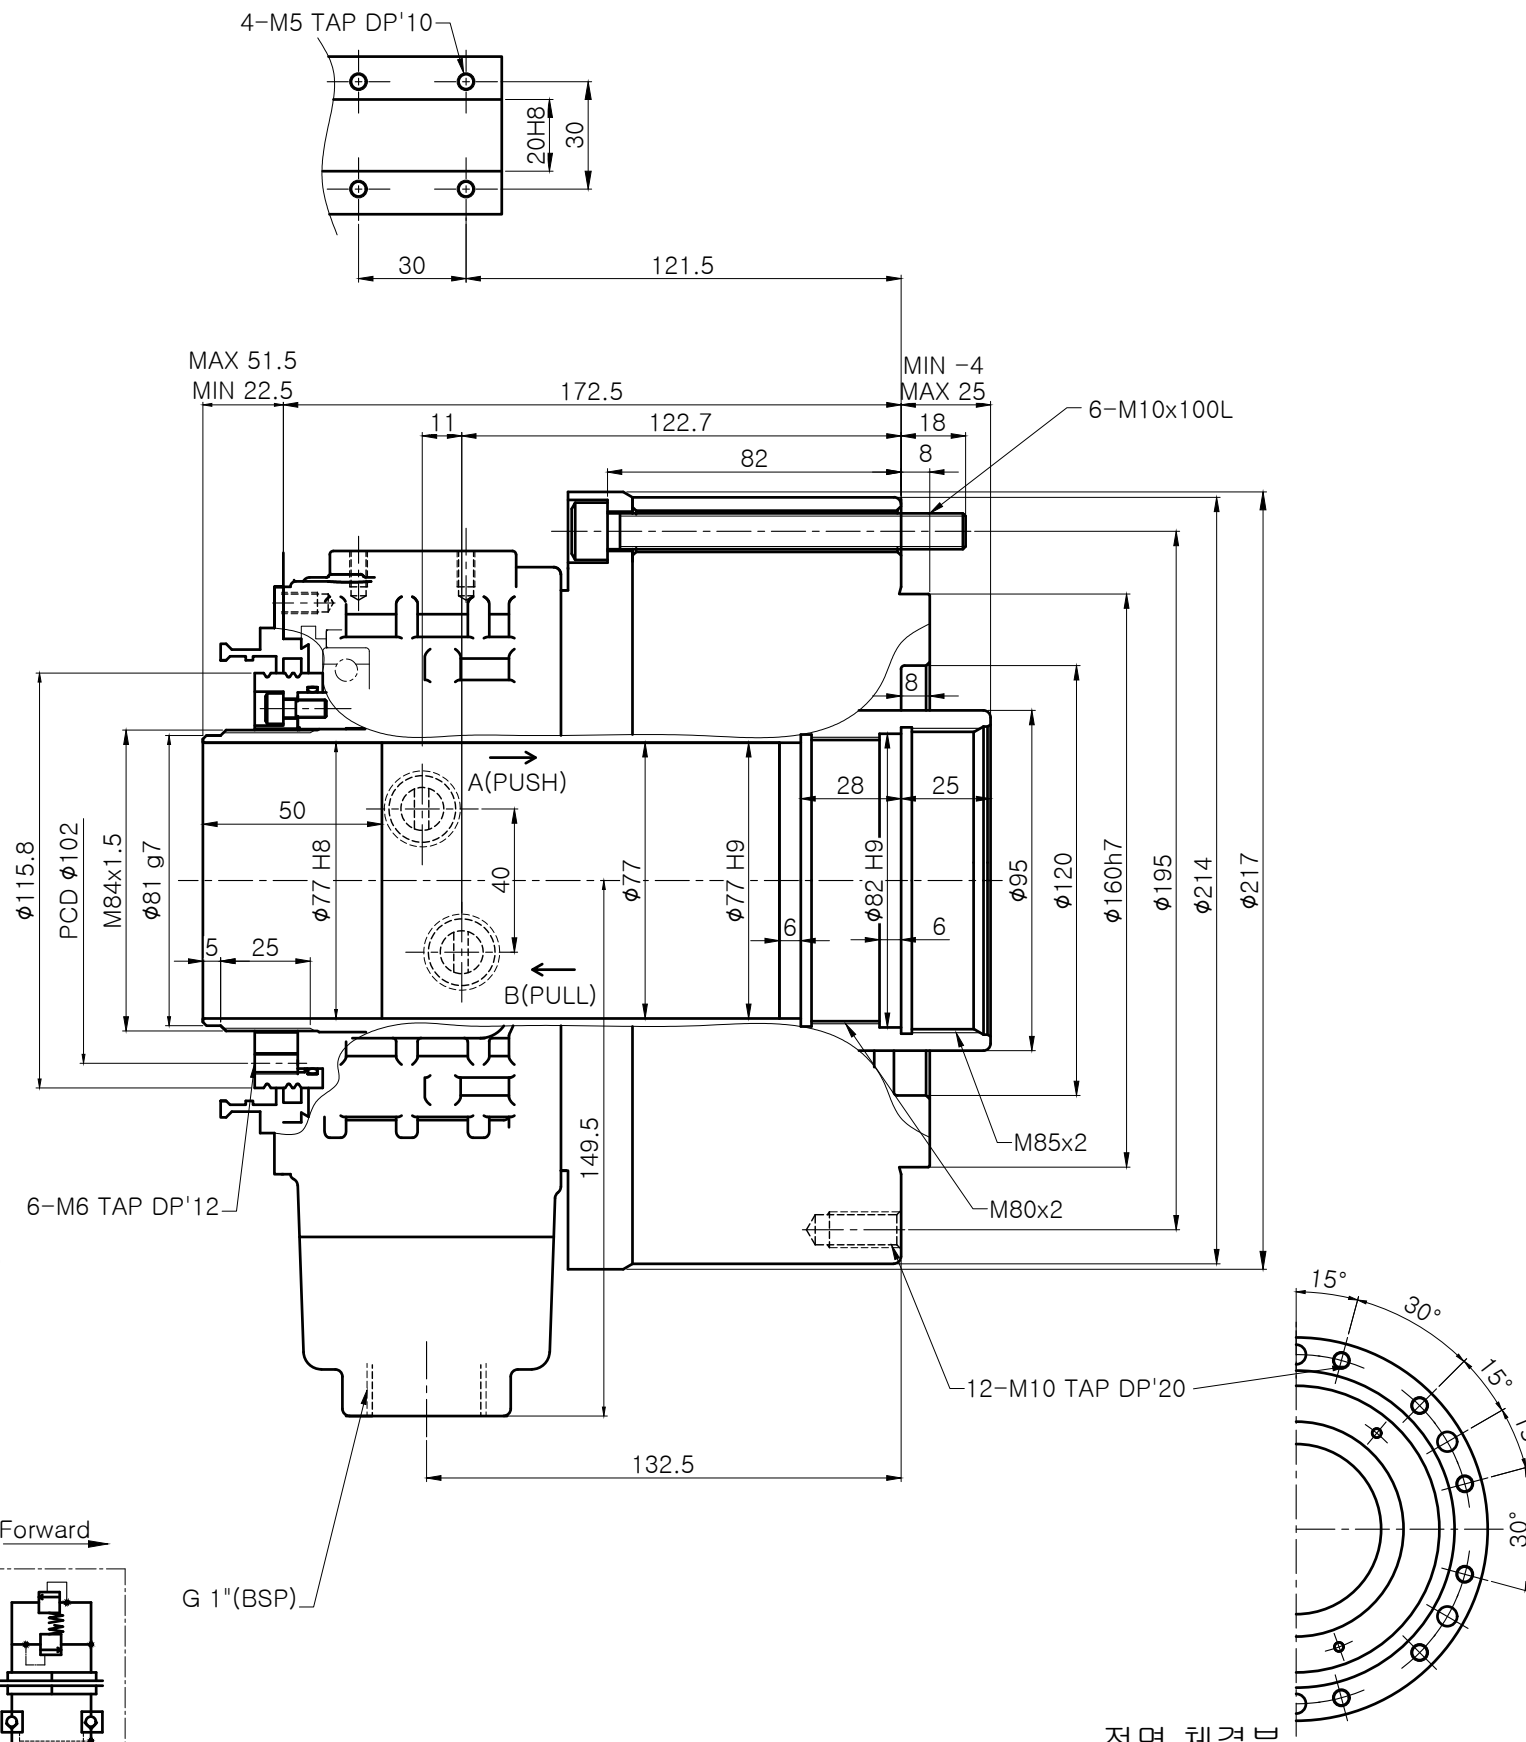 4-M5 TAP DP'10
20H8
30
30
121.5
MAX 51.5
MIN 22.5
172.5
MIN -4
MAX 25
6-M10x100L
11
122.7
18
82
8
8
A(PUSH)
50
28
25
40
φ115.8
PCD φ102
M84x1.5
φ81 g7
φ77 H8
φ77
φ77 H9
φ82 H9
φ95
φ120
φ160h7
φ195
φ214
φ217
5
25
6
6
B(PULL)
149.5
M85x2
M80x2
6-M6 TAP DP'12
12-M10 TAP DP'20
132.5
G 1"(BSP)
15°
30°
15°
30°
Forward